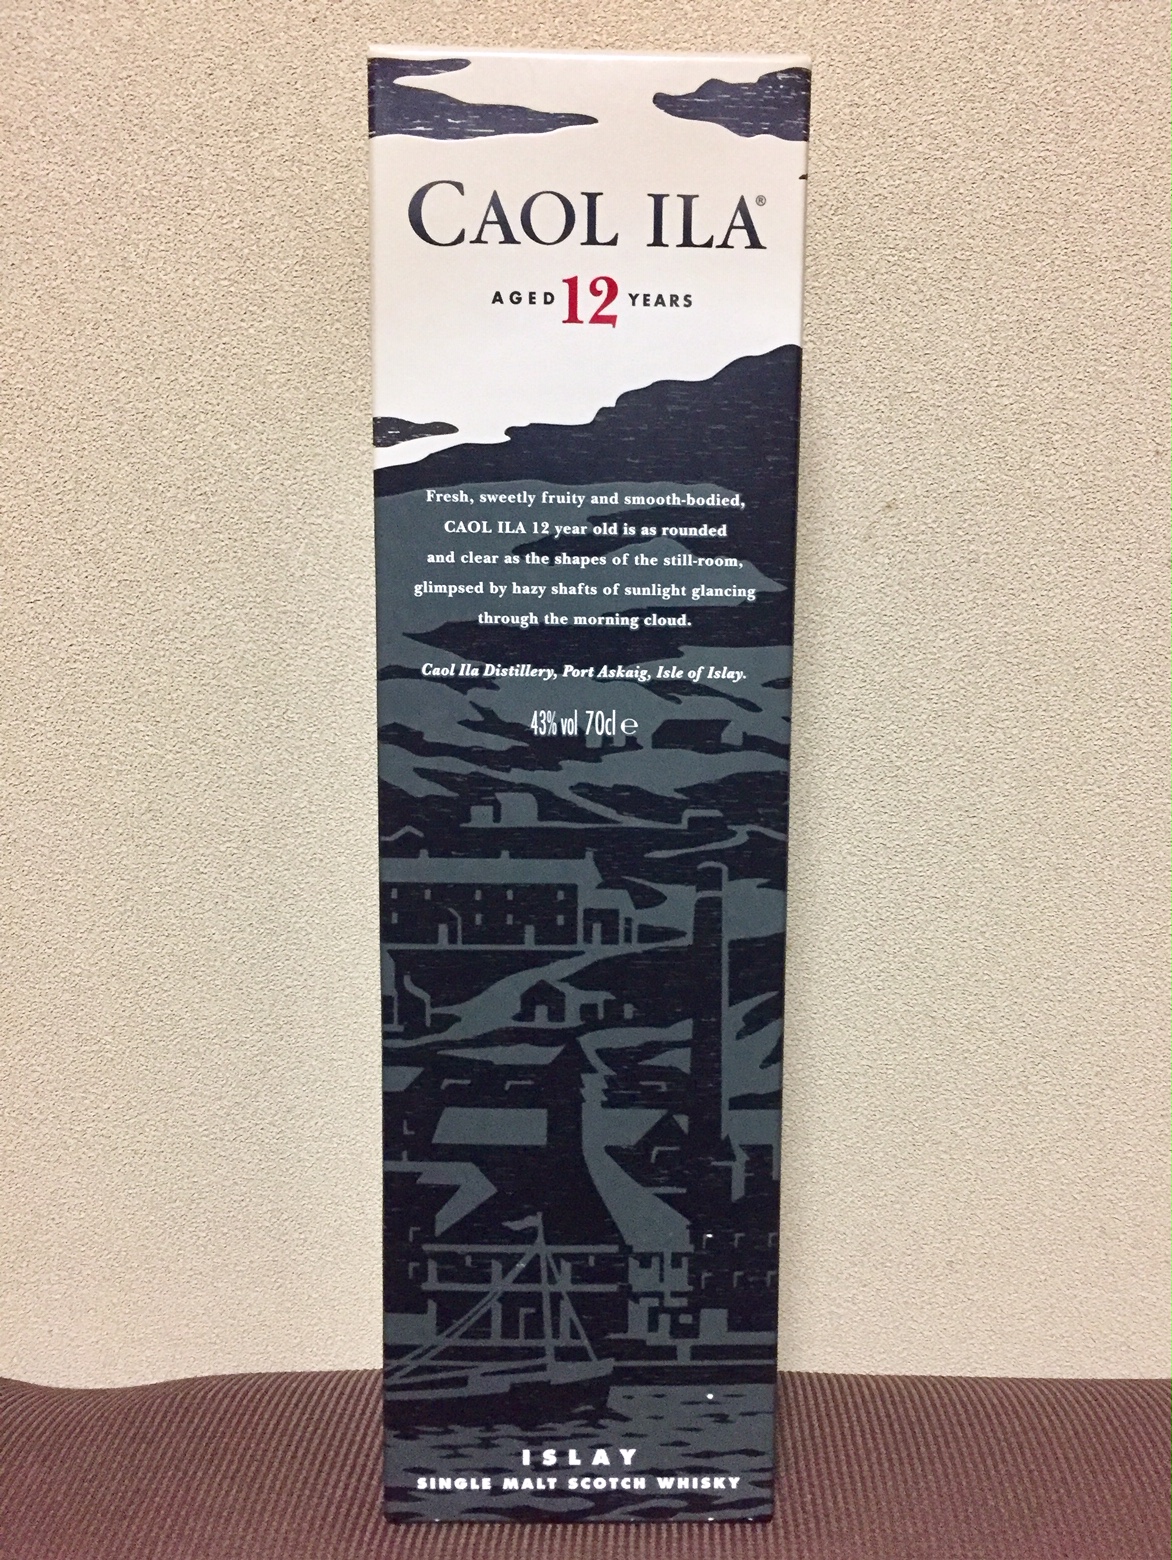 CAOL ILA®
AGED 12 YEARS
Fresh, sweetly fruity and smooth-bodied,
CAOL ILA 12 year old is as rounded
and clear as the shapes of the still-room,
glimpsed by hazy shafts of sunlight glancing
through the morning cloud.
Caol Ila Distillery, Port Askaig, Isle of Islay.
43% vol 70cl ℮
ISLAY
SINGLE MALT SCOTCH WHISKY